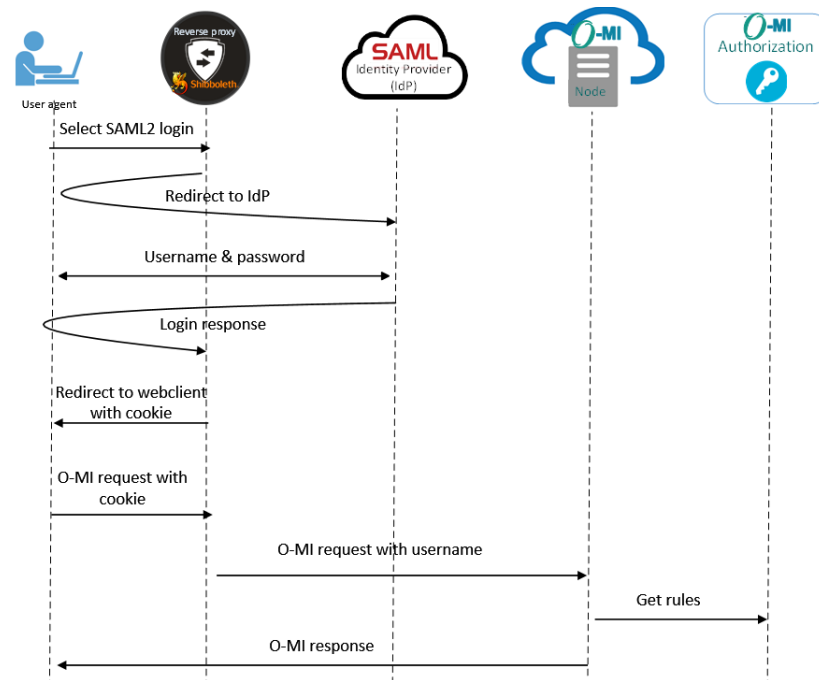 Reverse proxy
Shibboleth
SAML
Identity Provider
(IdP)
O-MI
Node
O-MI
Authorization
User agent
Select SAML2 login
Redirect to IdP
Username & password
Login response
Redirect to webclient
with cookie
O-MI request with
cookie
O-MI request with username
Get rules
O-MI response